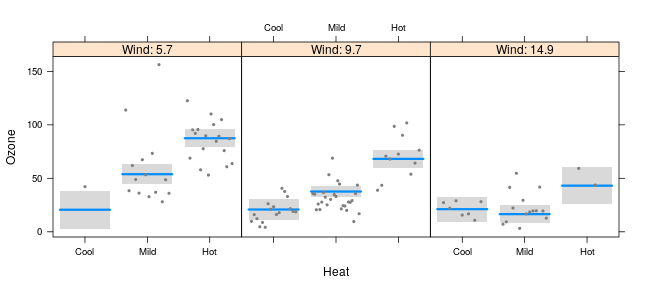 Cool Mild Hot
Wind: 5.7 Wind: 9.7 Wind: 14.9
150
100
50
0
Ozone
Cool Mild Hot Cool Mild Hot
Heat